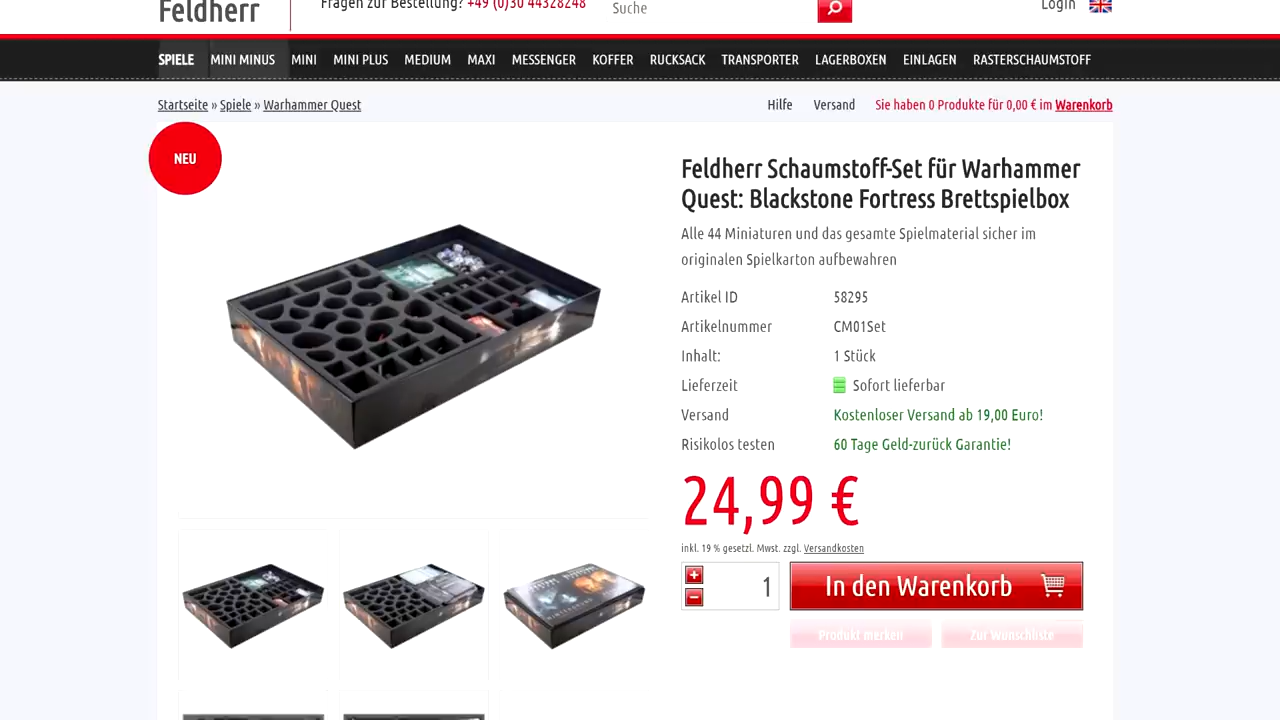 Feldherr
Fragen zur Bestellung? +49 (0)30 44328248
Suche
Login
SPIELE MINI MINUS MINI MINI PLUS MEDIUM MAXI MESSENGER KOFFER RUCKSACK TRANSPORTER LAGERBOXEN EINLAGEN RASTERSCHAUMSTOFF
Startseite » Spiele » Warhammer Quest
Hilfe Versand Sie haben 0 Produkte für 0,00 € im Warenkorb
NEU
Feldherr Schaumstoff-Set für Warhammer
Quest: Blackstone Fortress Brettspielbox
Alle 44 Miniaturen und das gesamte Spielmaterial sicher im
originalen Spielkarton aufbewahren
Artikel ID 58295
Artikelnummer CM01Set
Inhalt: 1 Stück
Lieferzeit Sofort lieferbar
Versand Kostenloser Versand ab 19,00 Euro!
Risikolos testen 60 Tage Geld-zurück Garantie!
24,99 €
inkl. 19 % gesetzl. Mwst. zzgl. Versandkosten
1
In den Warenkorb
Produkt merken Zur Wunschliste